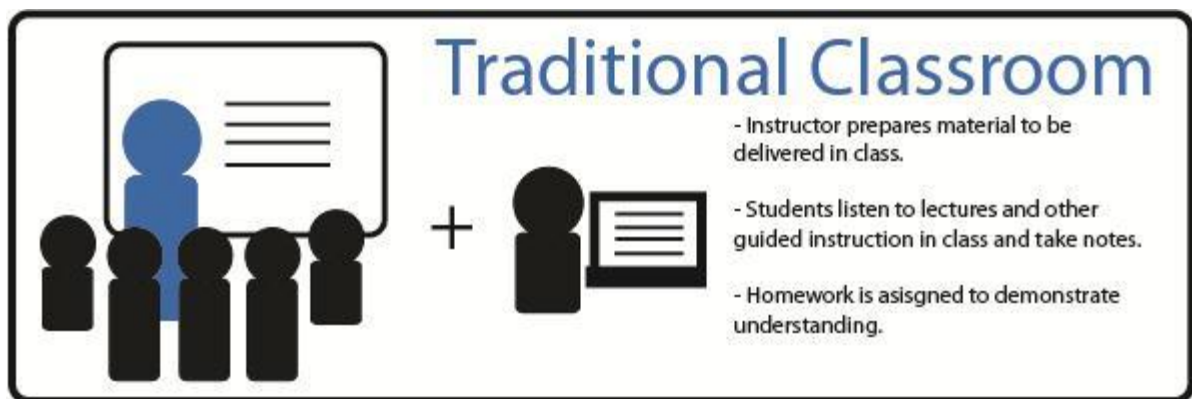 Traditional Classroom
- Instructor prepares material to be
delivered in class.
- Students listen to lectures and other
guided instruction in class and take notes.
- Homework is asisgned to demonstrate
understanding.